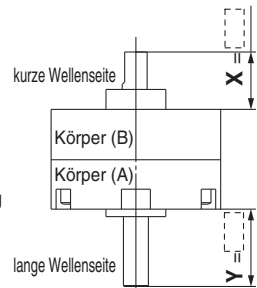 X =
kurze Wellenseite
Körper (B)
Körper (A)
lange Wellenseite
Y =